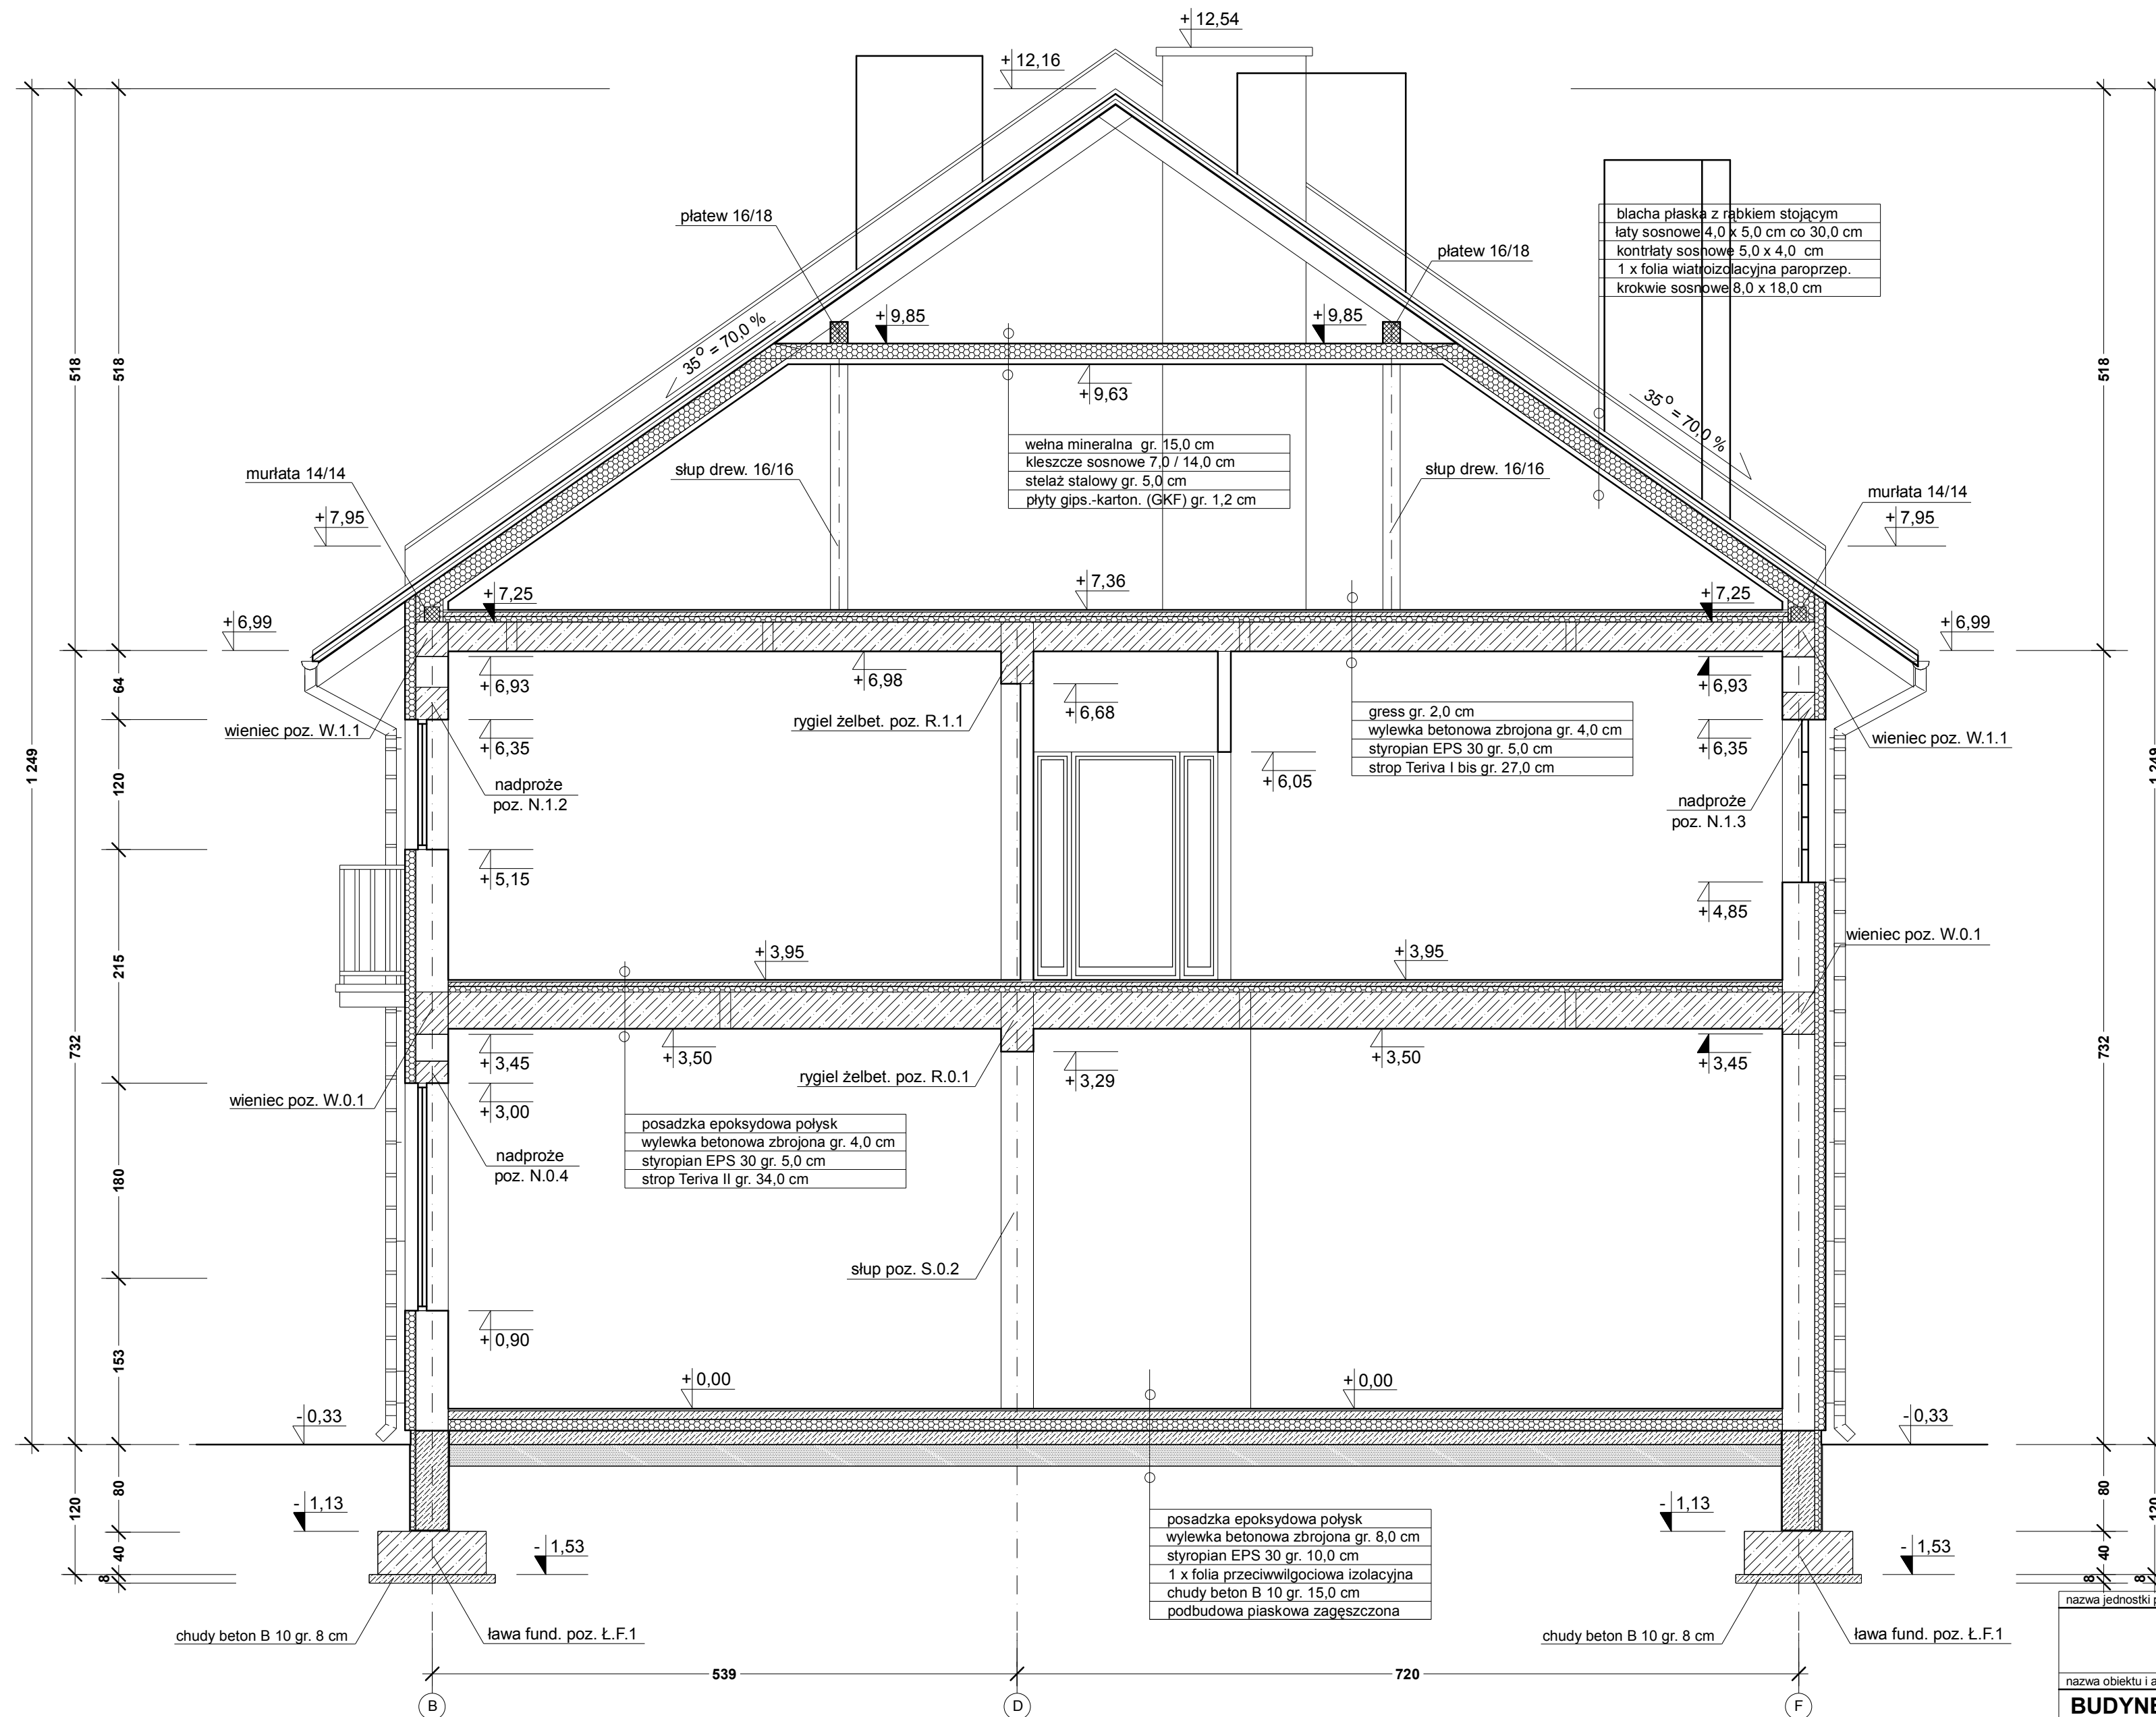 + 12,54
+ 12,16
płatew 16/18
płatew 16/18
blacha płaska z rąbkiem stojącym
łaty sosnowe 4,0 x 5,0 cm co 30,0 cm
kontrłaty sosnowe 5,0 x 4,0 cm
1 x folia wiatroizolacyjna paroprzep.
krokwie sosnowe 8,0 x 18,0 cm
+ 9,85
+ 9,85
35° = 70,0 %
35° = 70,0 %
+ 9,63
518
518
518
wełna mineralna gr. 15,0 cm
kleszcze sosnowe 7,0 / 14,0 cm
stelaż stalowy gr. 5,0 cm
płyty gips.-karton. (GKF) gr. 1,2 cm
murłata 14/14
słup drew. 16/16
słup drew. 16/16
murłata 14/14
+ 7,95
+ 7,95
+ 7,25
+ 7,36
+ 7,25
+ 6,99
+ 6,99
+ 6,93
+ 6,98
+ 6,93
64
+ 6,68
wieniec poz. W.1.1
rygiel żelbet. poz. R.1.1
gress gr. 2,0 cm
wylewka betonowa zbrojona gr. 4,0 cm
styropian EPS 30 gr. 5,0 cm
strop Teriva I bis gr. 27,0 cm
+ 6,35
+ 6,35
wieniec poz. W.1.1
1 249
120
nadproże
poz. N.1.2
+ 6,05
nadproże
poz. N.1.3
1 249
+ 5,15
+ 4,85
215
+ 3,95
+ 3,95
wieniec poz. W.0.1
732
732
+ 3,45
+ 3,50
+ 3,50
+ 3,45
wieniec poz. W.0.1
rygiel żelbet. poz. R.0.1
+ 3,29
+ 3,00
posadzka epoksydowa połysk
wylewka betonowa zbrojona gr. 4,0 cm
styropian EPS 30 gr. 5,0 cm
strop Teriva II gr. 34,0 cm
nadproże
poz. N.0.4
180
słup poz. S.0.2
+ 0,90
153
+ 0,00
+ 0,00
- 0,33
- 0,33
120
80
80
120
- 1,13
- 1,13
40
- 1,53
- 1,53
40
8
8
8
posadzka epoksydowa połysk
wylewka betonowa zbrojona gr. 8,0 cm
styropian EPS 30 gr. 10,0 cm
1 x folia przeciwwilgociowa izolacyjna
chudy beton B 10 gr. 15,0 cm
podbudowa piaskowa zagęszczona
chudy beton B 10 gr. 8 cm
ława fund. poz. Ł.F.1
chudy beton B 10 gr. 8 cm
ława fund. poz. Ł.F.1
539
720
B
D
F
nazwa jednostki p
nazwa obiektu i a
BUDYNE